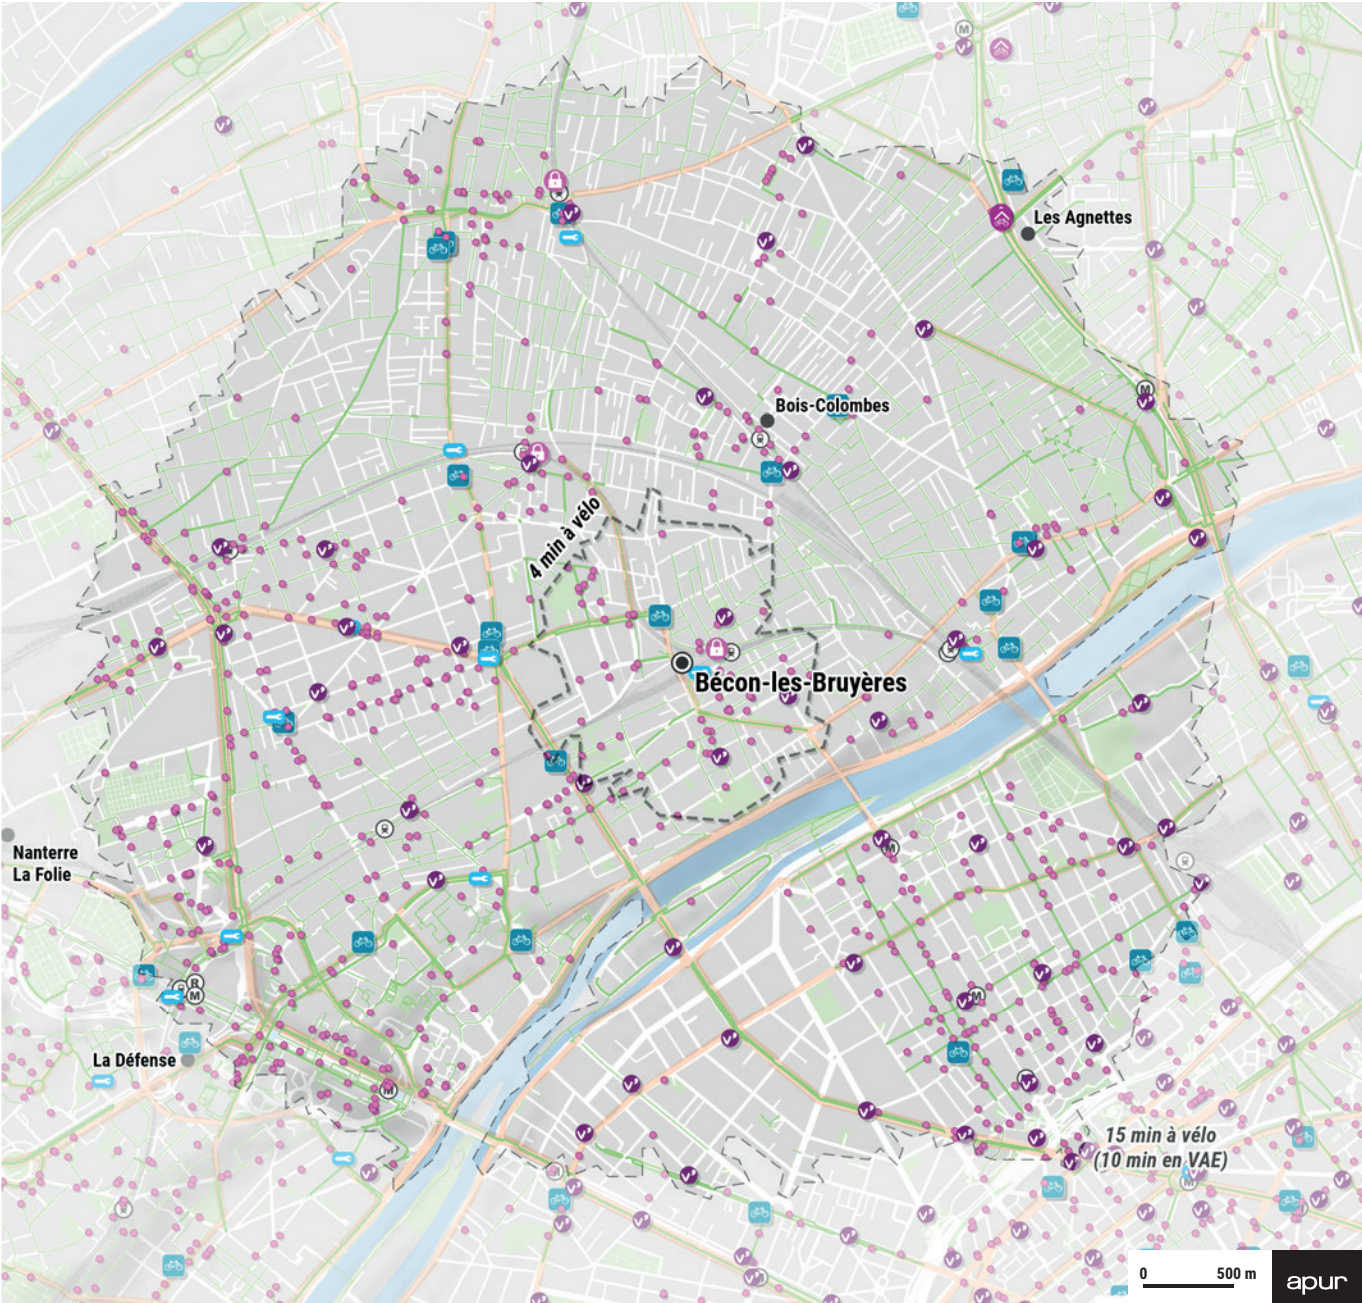 M
Les Agnettes
M
Bois-Colombes
4 min à vélo
Bécon-les-Bruyères
Nanterre
La Folie
M
R
M
M
La Défense
M
15 min à vélo
(10 min en VAE)
M
M
0 500 m
apur